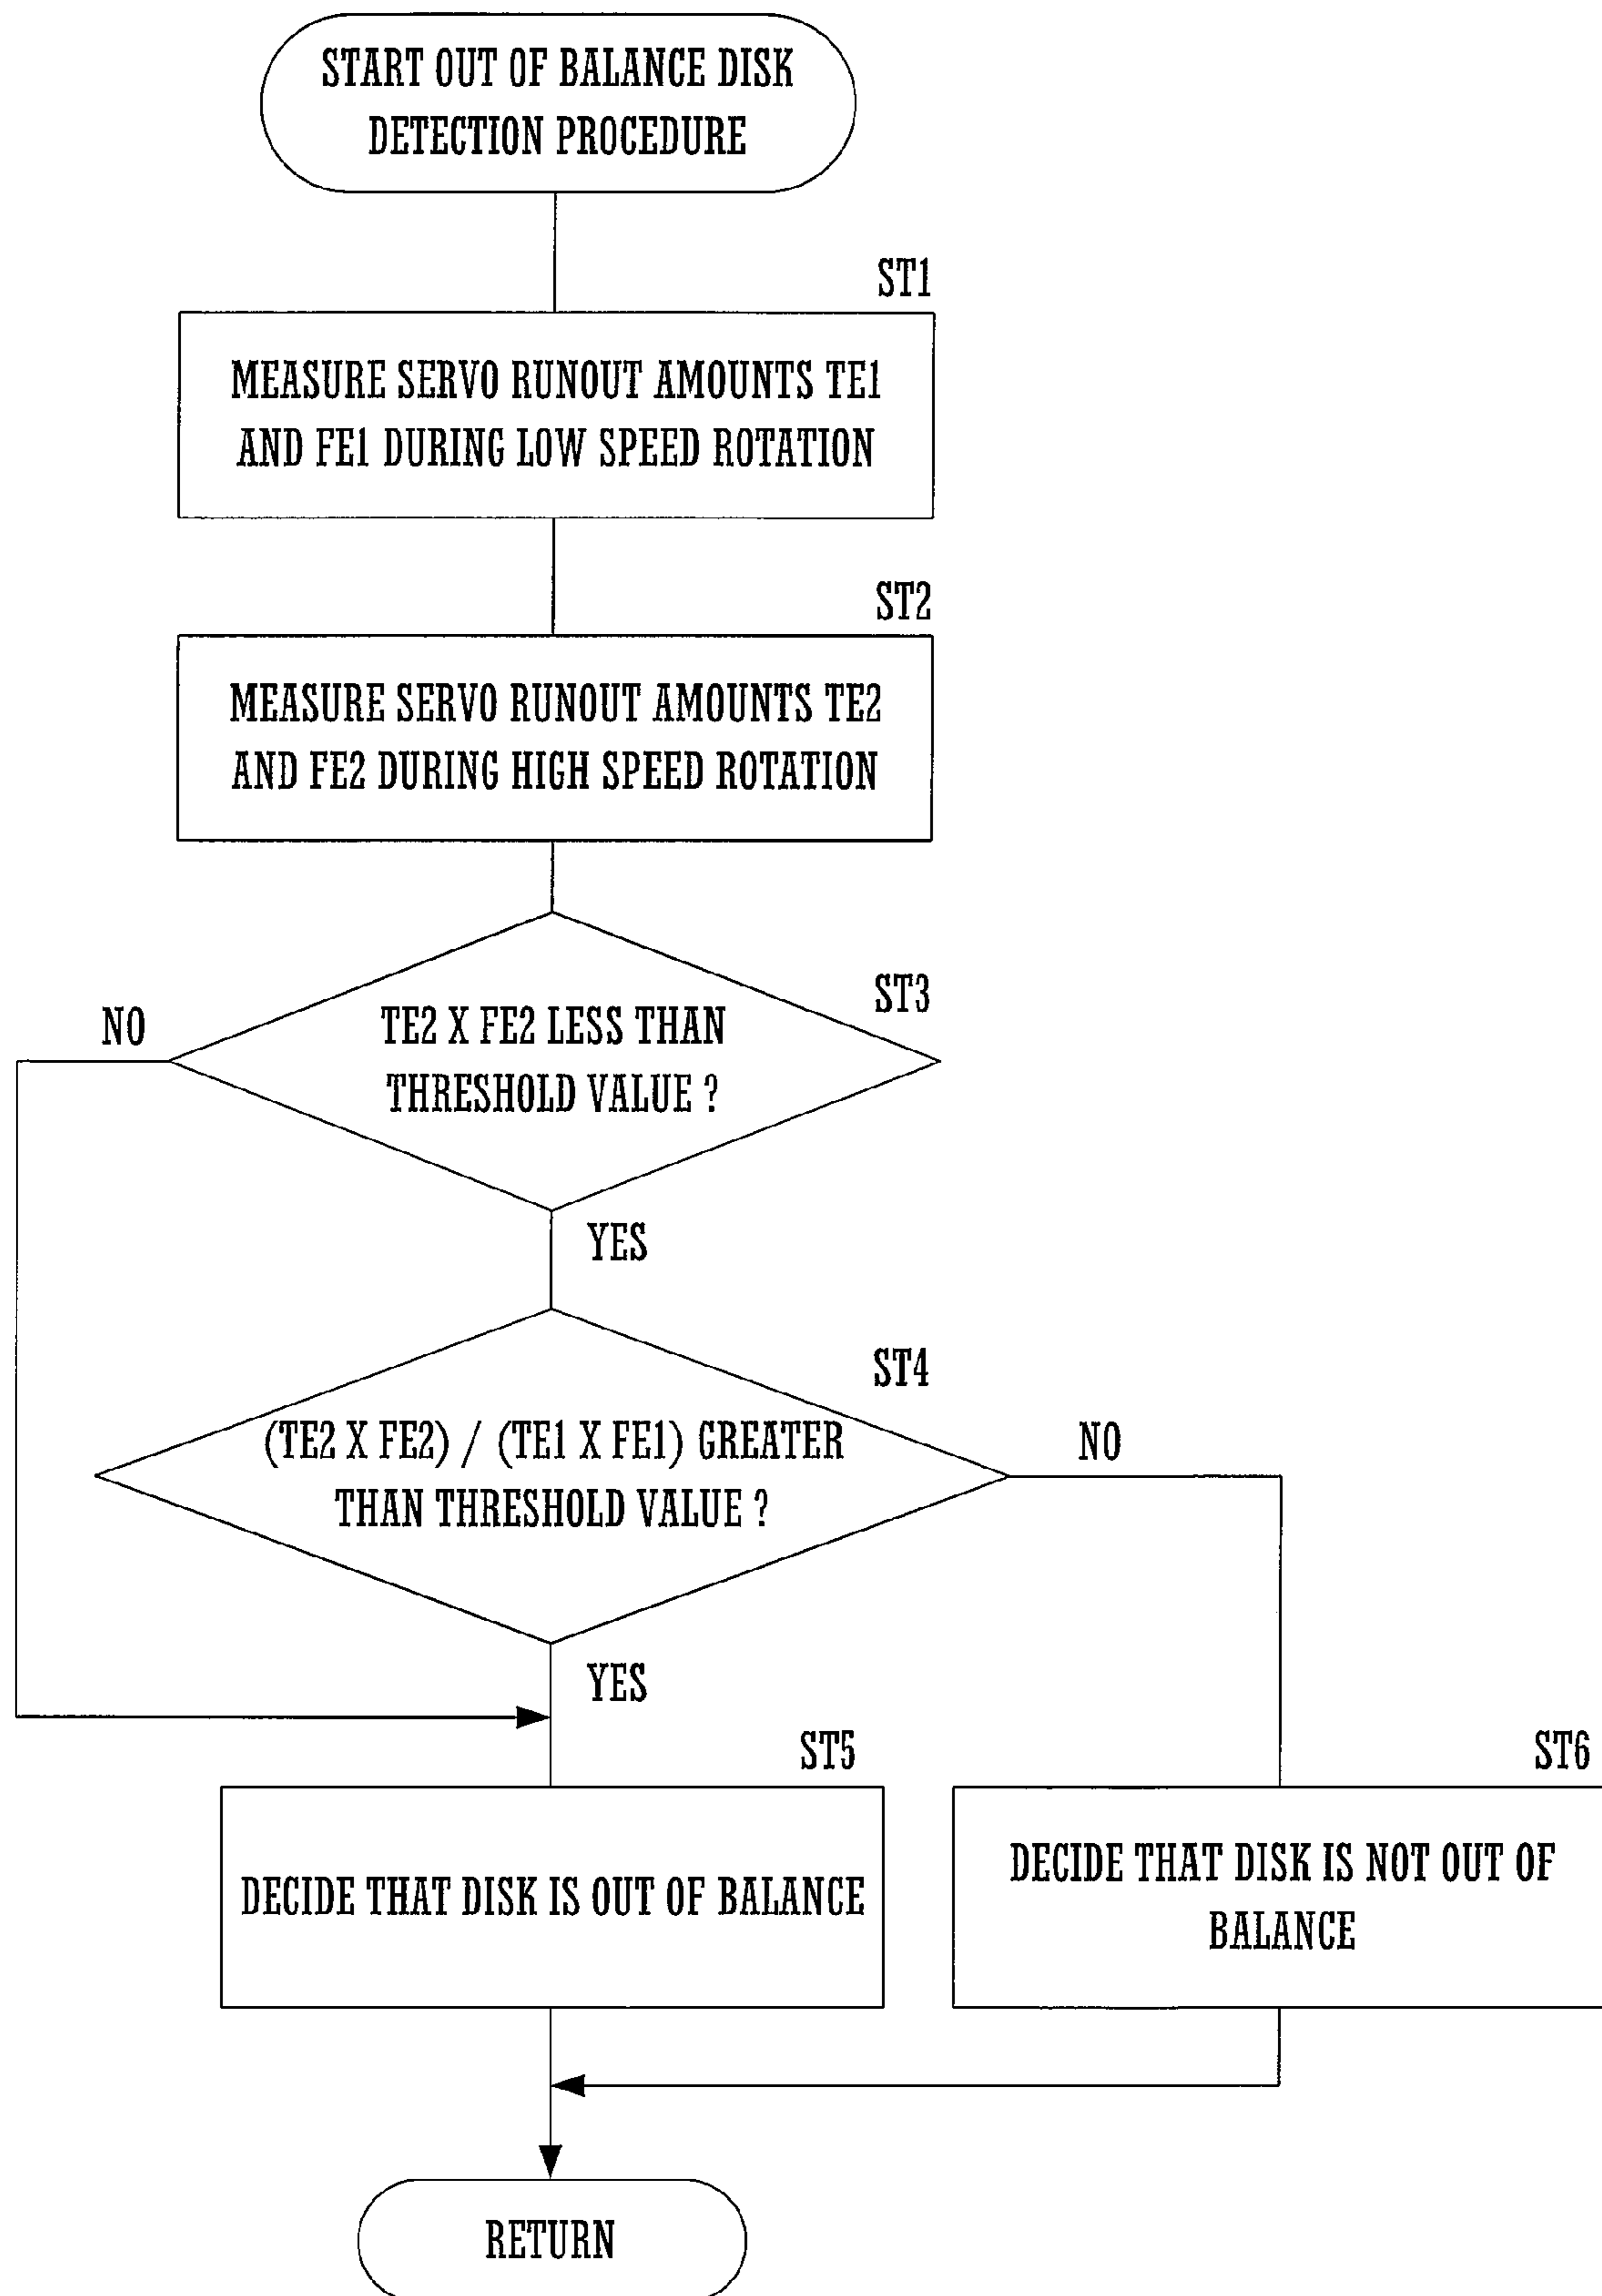 START OUT OF BALANCE DISK
DETECTION PROCEDURE
ST1
MEASURE SERVO RUNOUT AMOUNTS TE1
AND FE1 DURING LOW SPEED ROTATION
ST2
MEASURE SERVO RUNOUT AMOUNTS TE2
AND FE2 DURING HIGH SPEED ROTATION
ST3
NO
TE2 X FE2 LESS THAN
THRESHOLD VALUE ?
YES
ST4
(TE2 X FE2) / (TE1 X FE1) GREATER
THAN THRESHOLD VALUE ?
NO
YES
ST5
DECIDE THAT DISK IS OUT OF BALANCE
ST6
DECIDE THAT DISK IS NOT OUT OF
BALANCE
RETURN